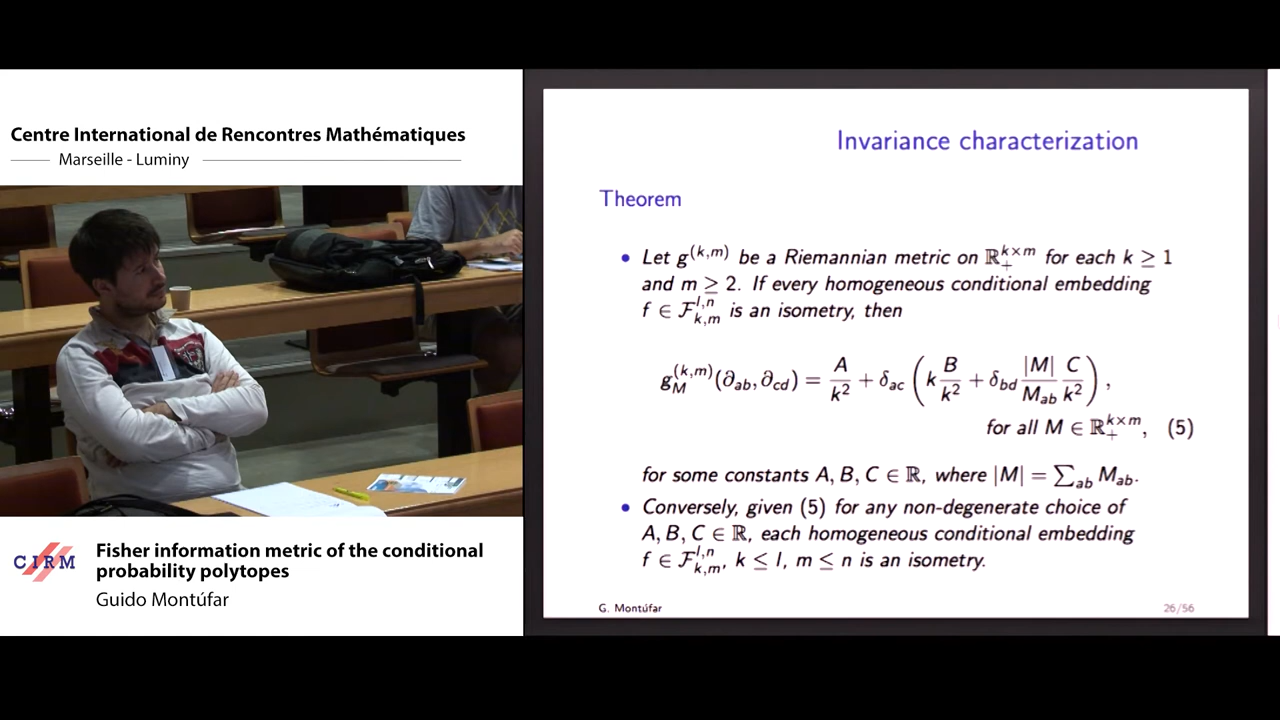 Centre International de Rencontres Mathématiques
Marseille - Luminy
CIRM
Fisher information metric of the conditional
probability polytopes
Guido Montúfar
Invariance characterization
Theorem
• Let g^{(k,m)} be a Riemannian metric on ℝ_+^{k×m} for each k ≥ 1
and m ≥ 2. If every homogeneous conditional embedding
f ∈ ℱ_{k,m}^{l,n} is an isometry, then
g_M^{(k,m)}(∂_{ab}, ∂_{cd}) = A/k² + δ_{ac} (k B/k² + δ_{bd} |M|/M_{ab} C/k²),
for all M ∈ ℝ_+^{k×m}, (5)
for some constants A, B, C ∈ ℝ, where |M| = ∑_{ab} M_{ab}.
• Conversely, given (5) for any non-degenerate choice of
A, B, C ∈ ℝ, each homogeneous conditional embedding
f ∈ ℱ_{k,m}^{l,n}, k ≤ l, m ≤ n is an isometry.
G. Montúfar
26/56